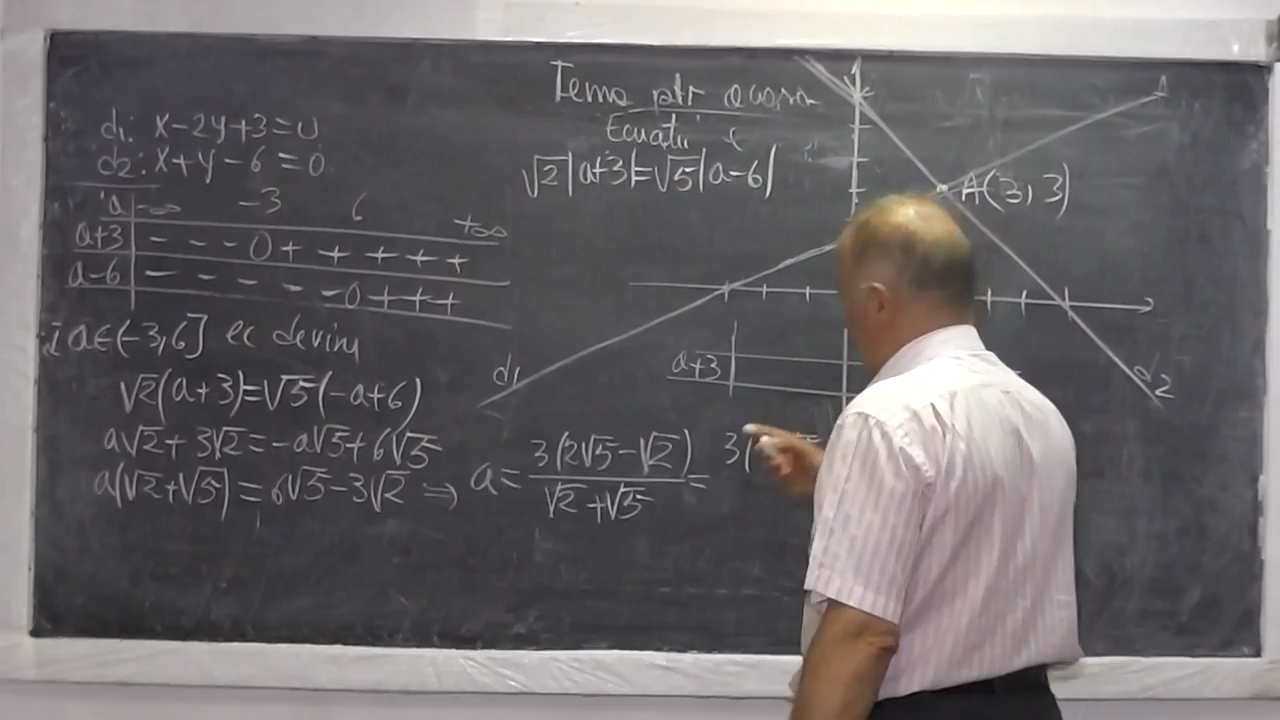 Tema ptr acasă
d1: x-2y+3=0
d2: x+y-6=0
Ecuatii
√2|a+3|=√5|a-6|
a -∞ -3 6 +∞
a+3 - - - 0 + + + + +
a-6 - - - - - 0 + + +
I a∈(-3,6] ec devine
√2(a+3)=√5(-a+6)
a√2+3√2=-a√5+6√5
a(√2+√5)=6√5-3√2 ⇒ a= 3(2√5-√2) / √2+√5 = 3(
A(3,3)
d1
d2
a+3